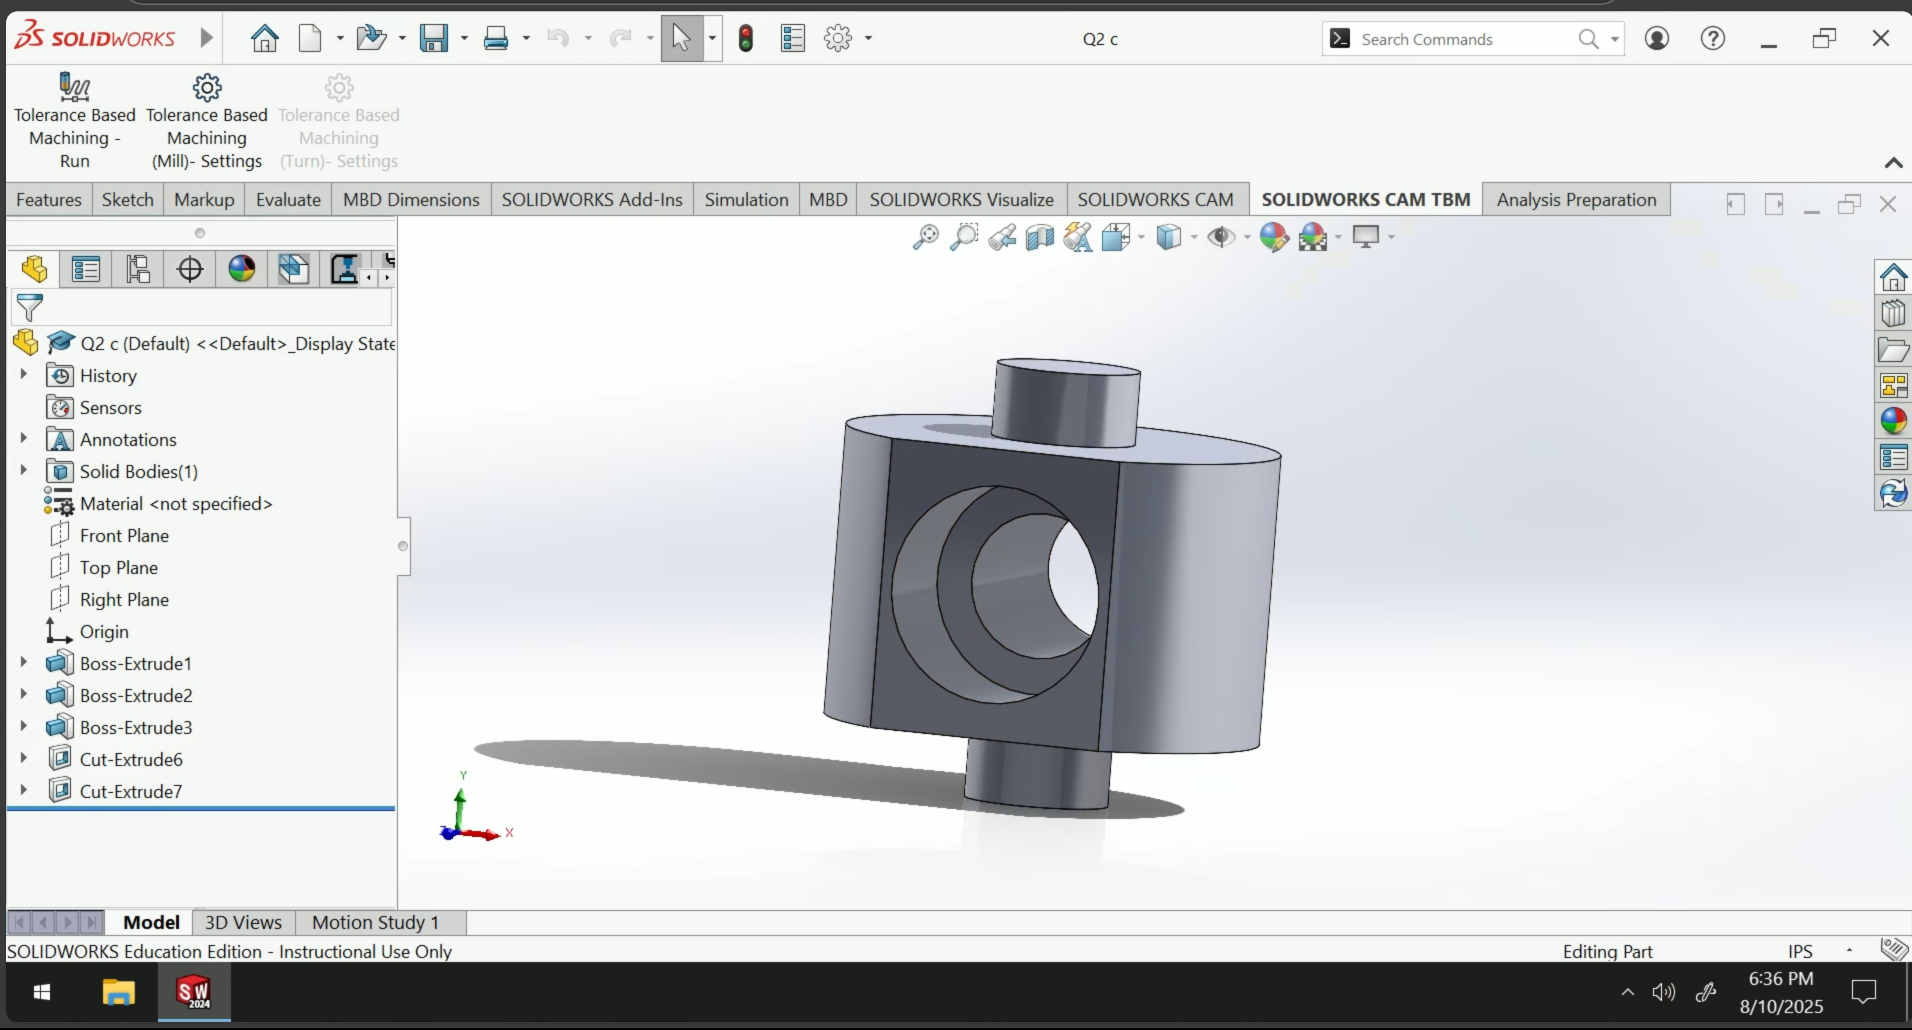 SOLIDWORKS
Q2 c
Search Commands
Tolerance Based Machining - Run
Tolerance Based Machining (Mill)- Settings
Tolerance Based Machining (Turn)- Settings
Features
Sketch
Markup
Evaluate
MBD Dimensions
SOLIDWORKS Add-Ins
Simulation
MBD
SOLIDWORKS Visualize
SOLIDWORKS CAM
SOLIDWORKS CAM TBM
Analysis Preparation
Q2 c (Default) <<Default>_Display State
History
Sensors
Annotations
Solid Bodies(1)
Material <not specified>
Front Plane
Top Plane
Right Plane
Origin
Boss-Extrude1
Boss-Extrude2
Boss-Extrude3
Cut-Extrude6
Cut-Extrude7
Y
X
Z
Model
3D Views
Motion Study 1
SOLIDWORKS Education Edition - Instructional Use Only
Editing Part
IPS
SW
2024
6:36 PM
8/10/2025